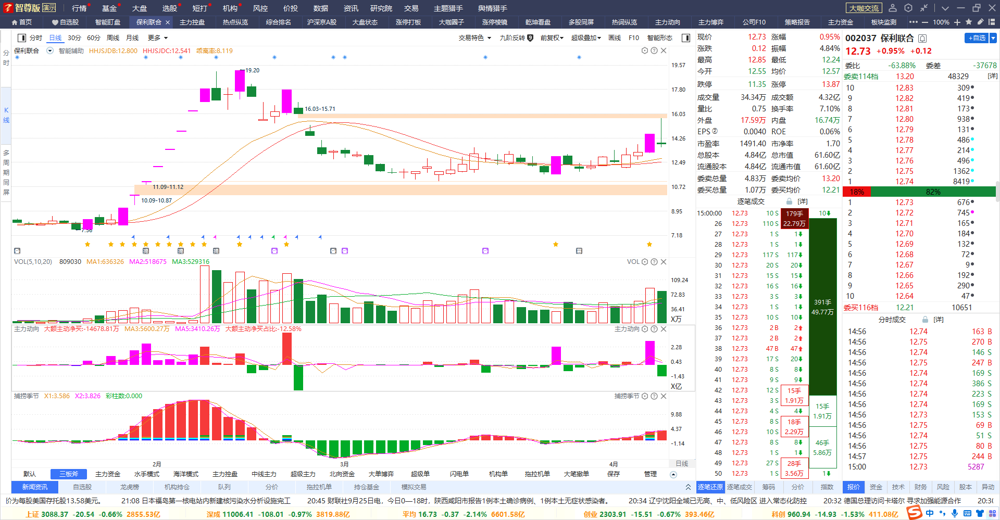 智尊版 演示 行情 基金 大盘 选股 短打 机构 风控 价投 数据 资讯 研究院 交易 主题猎手 舆情猎手 大咖交流
首页 自选股 智能盯盘 保利联合 × 主力控盘 热点纵览 综合排名 沪深京A股 大盘状态 涨停打板 大咖圈子 涨停棱镜 乾坤看盘 多股同屏 热词纵览 主力动向 主力博弈 公司F10 策略报告 主力资金 板块监测 ••• 100%
分时 日线 30分 60分 周线 月线 更多 交易特色 九阶反转 9 前复权 超级叠加 画线 F10 智能形态
分时
K线
多周期同屏
保利联合 智能辅助 HHJSJDB:12.800 HHJSJDC:12.541 乖离率:8.119
19.20
16.03-15.71
11.09-11.12
10.09-10.87
7.56
19.57
17.80
16.03
14.26
12.49
10.72
8.95
7.18
VOL(5,10,20) 809030 MA1:636326 MA2:518675 MA3:529316 VOL
109.24
72.83
36.41
X万
主力动向 大额主动净买:-14678.81万 MA3:5600.27万 MA5:3410.26万 大额主动净买占比:-12.58% 主力动向
2.28
0.43
-1.43
X亿
捕捞季节 X1:3.586 X2:3.826 彩柱数:0.000 捕捞季节
9.88
4.37
-1.14
2月 3月 4月 日线
默认 三板斧 主力资金 水手模式 海洋模式 主力控盘 中线主力 超级主力 北向资金 大单博弈 超级单 闪电单 机构单 拖拉机单 大笔撤单 保存 管理
新闻资讯 自选股 龙虎榜 机构持仓 队列 分价 拖拉机单 持仓基金 模拟交易
现价 12.73 涨幅 0.95%
涨跌 0.12 振幅 4.84%
最高 12.85 最低 12.24
今开 12.55 均价 12.57
跌停 11.35 涨停 13.87
成交量 34.34万 成交额 4.32亿
量比 0.75 换手率 7.10%
外盘 17.59万 内盘 16.74万
EPS② 0.0040 ROE 0.06%
市盈率 1491.40 市净率 1.70
总股本 4.84亿 总市值 61.60亿
流通股本 4.84亿 流通市值 61.60亿
委卖总量 4.83万 委卖均价 13.20
委买总量 1.07万 委买均价 12.21
逐笔成交 [详]
15:00:00 12.73 10 S 10
26 12.73 110 S
27 12.73 1 S 1
28 12.73 1 S 1
29 12.73 117 S 117
30 12.73 20 S 20
31 12.73 15 S 15
32 12.73 16 S 16
33 12.73 3 S 3
34 12.73 1 S 1
35 12.73 10 S 10
36 12.73 2 B 2
37 12.73 2 B 2
38 12.73 47 B 47
39 12.73 17 S 20
40 12.73 8 S 8
41 12.73 9 S 9
42 12.73 12 S
43 12.73 3 S
44 12.73 4 S 4
45 12.73 8 S
46 12.73 10 S
47 12.73 8 S 8
48 12.73 1 S 1
49 12.73 27 S
50 12.73 1 S 1
179手
22.79万
391手
49.77万
15手
1.91万
15手
1.91万
18手
2.29万
46手
5.86万
28手
3.56万
逐笔还原 逐笔成交 筹码 分价 指数
002037 保利联合 +自选
12.73 +0.95% +0.12
委比 -63.88% 委差 -37678
委卖114档 13.20 48329 [详]
10 12.83 309
9 12.82 419
8 12.81 173
7 12.80 938
6 12.79 131
5 12.78 486
4 12.77 214
3 12.76 496
2 12.75 1362
1 12.74 8419
18% 82%
1 12.73 676
2 12.72 745
3 12.71 165
4 12.70 184
5 12.69 132
6 12.68 72
7 12.67 9
8 12.66 192
9 12.65 290
10 12.64 47
委买116档 12.21 10651
分时成交 [详]
14:56 12.74 163 B
14:56 12.75 270 B
14:56 12.74 146 S
14:56 12.75 247 B
14:56 12.74 169 S
14:56 12.74 386 S
14:56 12.74 223 S
14:56 12.74 169 S
14:56 12.73 153 S
14:56 12.75 69 B
14:56 12.74 51 S
14:56 12.75 80 B
14:57 12.75 244 B
15:00 12.73 5287
报价 资金 技术 财务 风险 股本 异动
价为每股美国存托股13.58美元。 21:08 日本福岛第一核电站内新建核污染水分析设施完工 20:45 财联社9月25日电，今日0—18时，陕西咸阳市报告1例本土确诊病例、1例本土无症状感染者。 20:34 辽宁沈阳全域已无高、中、低风险区 进入常态化防控 20:32 德国总理访问卡塔尔 寻求加强能源合作 20:30
上证 3088.37 -20.54 -0.66% 2855.53亿 深成 11006.41 -108.01 -0.97% 3819.88亿 平均 16.73 -0.37 -2.14% 6601.58亿 创业 2303.91 -15.51 -0.67% 393.46亿 科创 960.94 -14.93 -1.53% 411.08亿 中